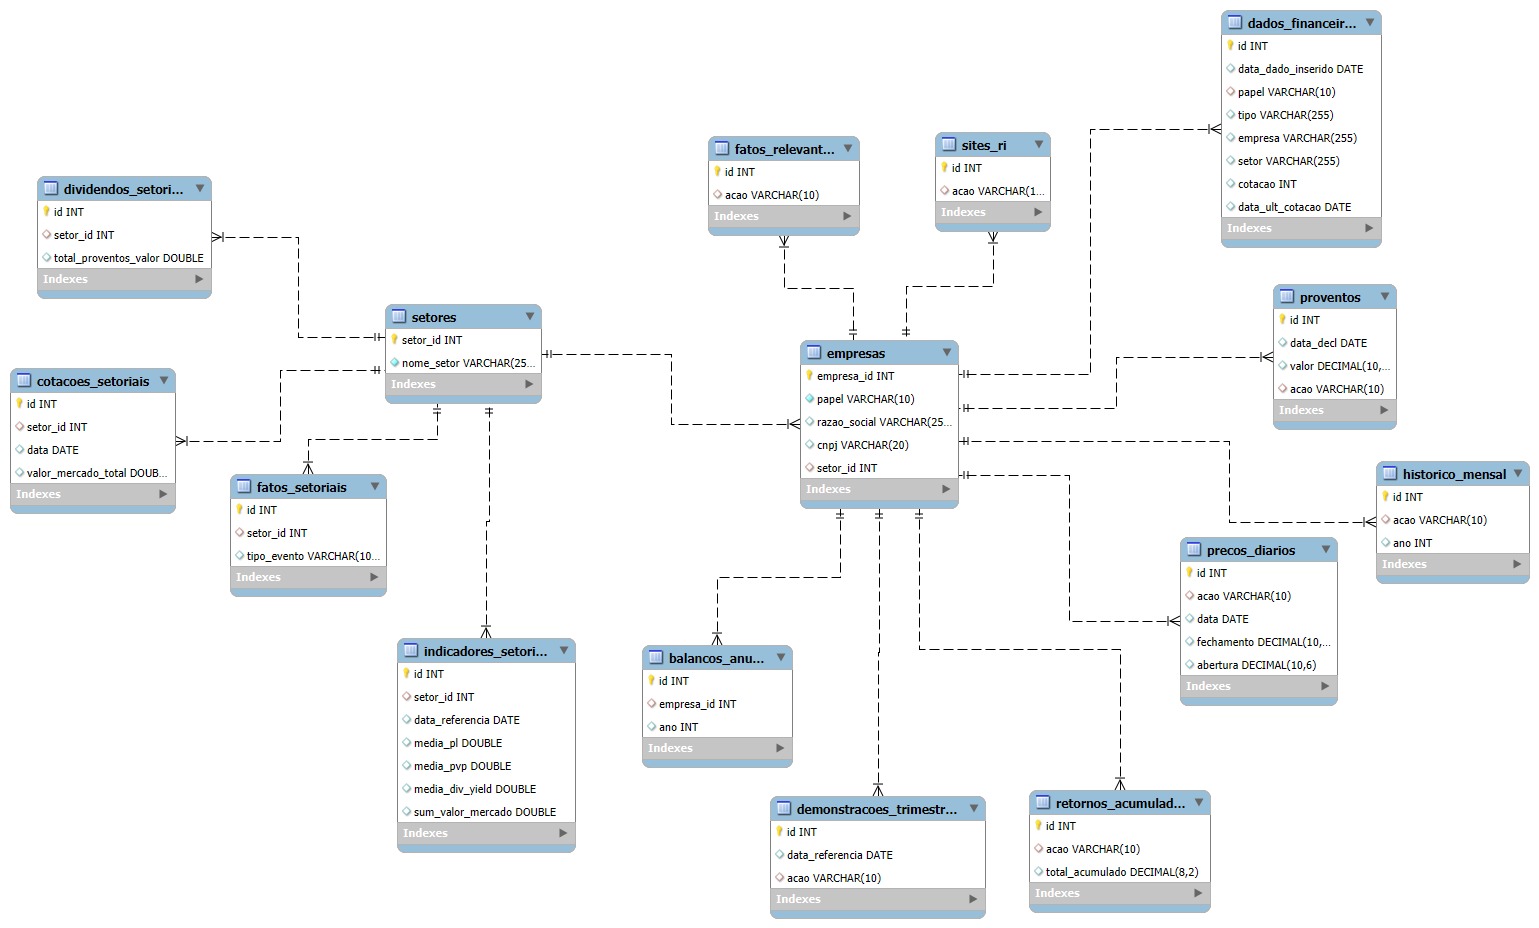 dados_financeir...
id INT
data_dado_inserido DATE
papel VARCHAR(10)
tipo VARCHAR(255)
empresa VARCHAR(255)
setor VARCHAR(255)
cotacao INT
data_ult_cotacao DATE
Indexes
fatos_relevant...
id INT
acao VARCHAR(10)
Indexes
sites_ri
id INT
acao VARCHAR(1...
Indexes
dividendos_setori...
id INT
setor_id INT
total_proventos_valor DOUBLE
Indexes
proventos
id INT
data_decl DATE
valor DECIMAL(10,...
acao VARCHAR(10)
Indexes
setores
setor_id INT
nome_setor VARCHAR(25...
Indexes
empresas
empresa_id INT
papel VARCHAR(10)
razao_social VARCHAR(25...
cnpj VARCHAR(20)
setor_id INT
Indexes
cotacoes_setoriais
id INT
setor_id INT
data DATE
valor_mercado_total DOUB...
Indexes
fatos_setoriais
id INT
setor_id INT
tipo_evento VARCHAR(10...
Indexes
historico_mensal
id INT
acao VARCHAR(10)
ano INT
Indexes
precos_diarios
id INT
acao VARCHAR(10)
data DATE
fechamento DECIMAL(10,...
abertura DECIMAL(10,6)
Indexes
indicadores_setori...
id INT
setor_id INT
data_referencia DATE
media_pl DOUBLE
media_pvp DOUBLE
media_div_yield DOUBLE
sum_valor_mercado DOUBLE
Indexes
balancos_anu...
id INT
empresa_id INT
ano INT
Indexes
demonstracoes_trimestr...
id INT
data_referencia DATE
acao VARCHAR(10)
Indexes
retornos_acumulad...
id INT
acao VARCHAR(10)
total_acumulado DECIMAL(8,2)
Indexes